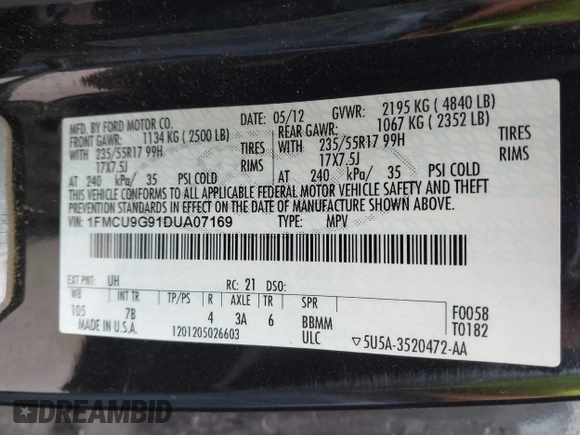 MFD. BY FORD MOTOR CO.
DATE: 05/12 GVWR: 2195 KG ( 4840 LB)
FRONT GAWR: 1134 KG ( 2500 LB)
REAR GAWR: 1067 KG ( 2352 LB)
WITH 235/55R17 99H TIRES
WITH 235/55R17 99H TIRES
17X7.5J RIMS
17X7.5J RIMS
AT 240 kPa/ 35 PSI COLD
AT 240 kPa/ 35 PSI COLD
THIS VEHICLE CONFORMS TO ALL APPLICABLE FEDERAL MOTOR VEHICLE SAFETY AND THEFT
PREVENTION STANDARDS IN EFFECT ON THE DATE OF MANUFACTURE SHOWN ABOVE.
VIN: 1FMCU9G91DUA07169 TYPE: MPV
EXT PNT: UH RC: 21 DSO:
WB INT TR TP/PS R AXLE TR SPR
105 7B 4 3A 6 BBMM
F0058
T0182
MADE IN U.S.A. 1201205026603 ULC ▽5U5A-3520472-AA
DREAMBID